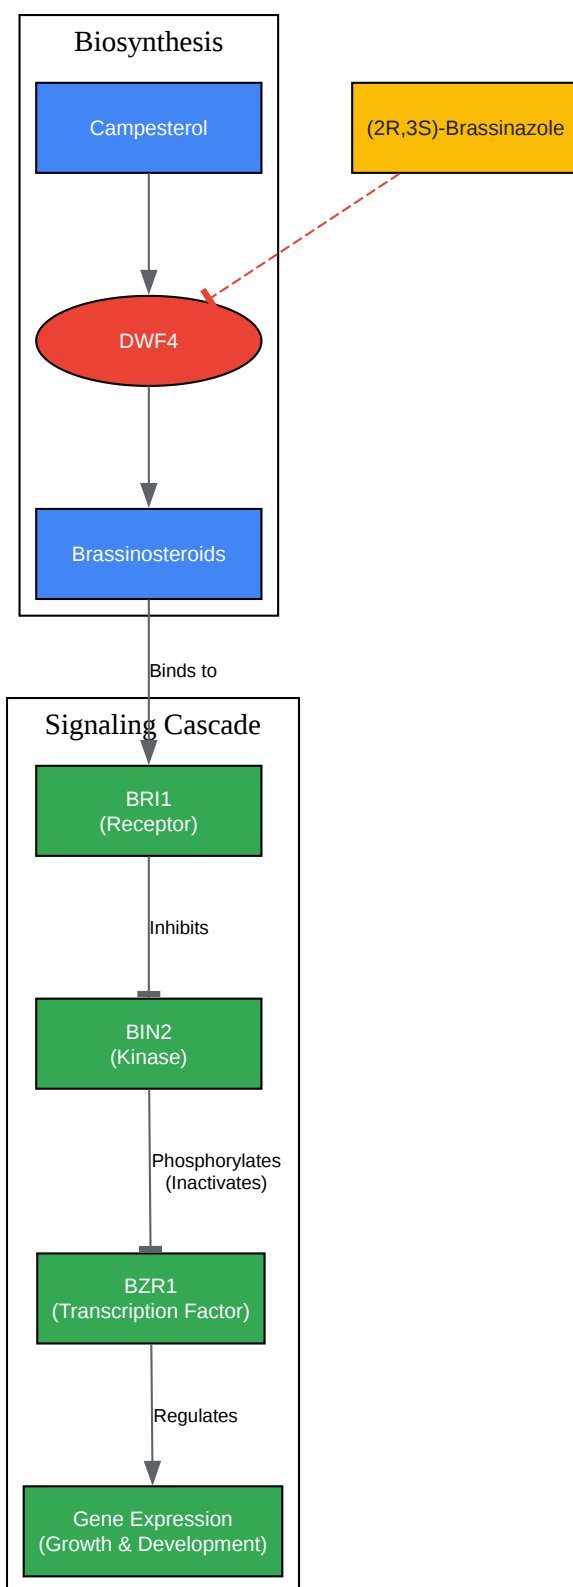 Biosynthesis
Campesterol
(2R,3S)-Brassinazole
DWF4
Brassinosteroids
Binds to
Signaling Cascade
BRI1
(Receptor)
Inhibits
BIN2
(Kinase)
Phosphorylates
(Inactivates)
BZR1
(Transcription Factor)
Regulates
Gene Expression
(Growth & Development)